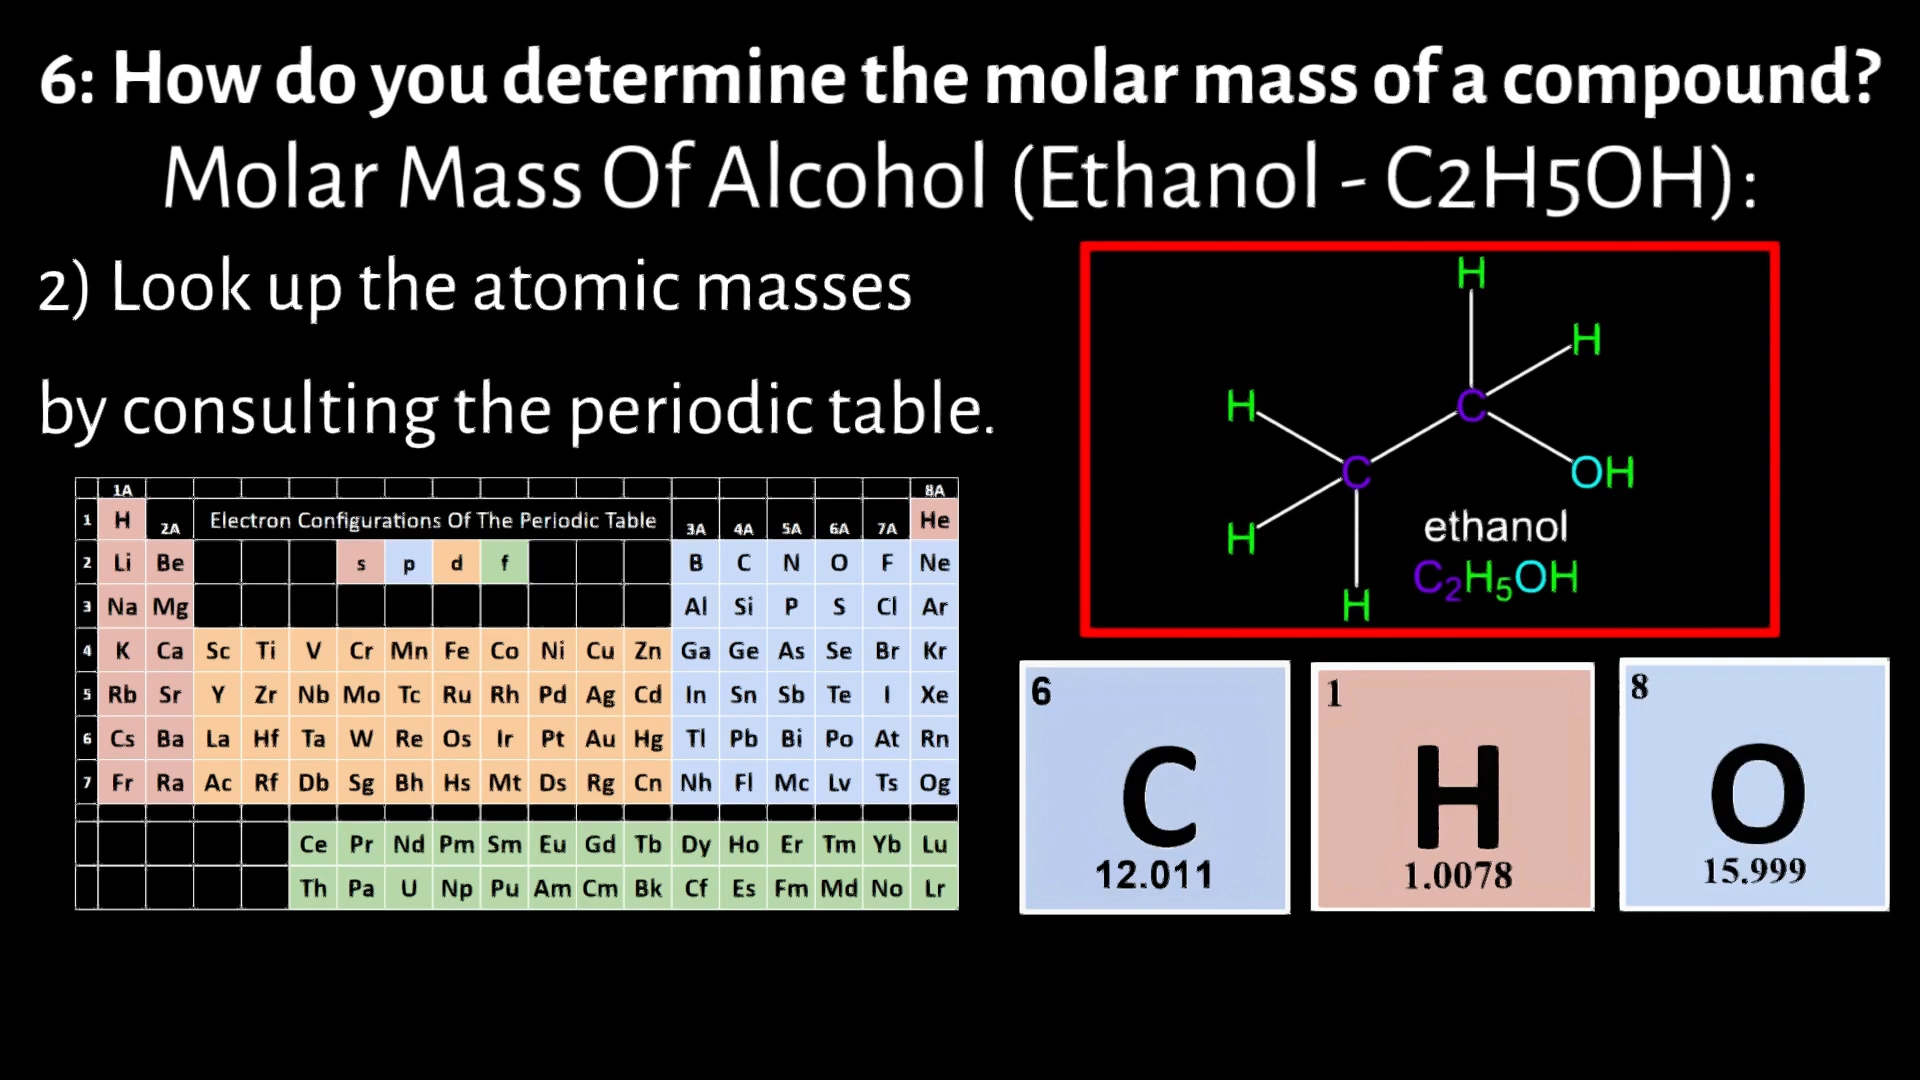 6: How do you determine the molar mass of a compound?
Molar Mass Of Alcohol (Ethanol - C2H5OH):
2) Look up the atomic masses
by consulting the periodic table.
1A 8A
1 H 2A Electron Configurations Of The Periodic Table 3A 4A 5A 6A 7A He
2 Li Be s p d f B C N O F Ne
3 Na Mg Al Si P S Cl Ar
4 K Ca Sc Ti V Cr Mn Fe Co Ni Cu Zn Ga Ge As Se Br Kr
5 Rb Sr Y Zr Nb Mo Tc Ru Rh Pd Ag Cd In Sn Sb Te I Xe
6 Cs Ba La Hf Ta W Re Os Ir Pt Au Hg Tl Pb Bi Po At Rn
7 Fr Ra Ac Rf Db Sg Bh Hs Mt Ds Rg Cn Nh Fl Mc Lv Ts Og
Ce Pr Nd Pm Sm Eu Gd Tb Dy Ho Er Tm Yb Lu
Th Pa U Np Pu Am Cm Bk Cf Es Fm Md No Lr
H
H
H C
C OH
H
ethanol
C₂H₅OH
H
6
C
12.011
1
H
1.0078
8
O
15.999